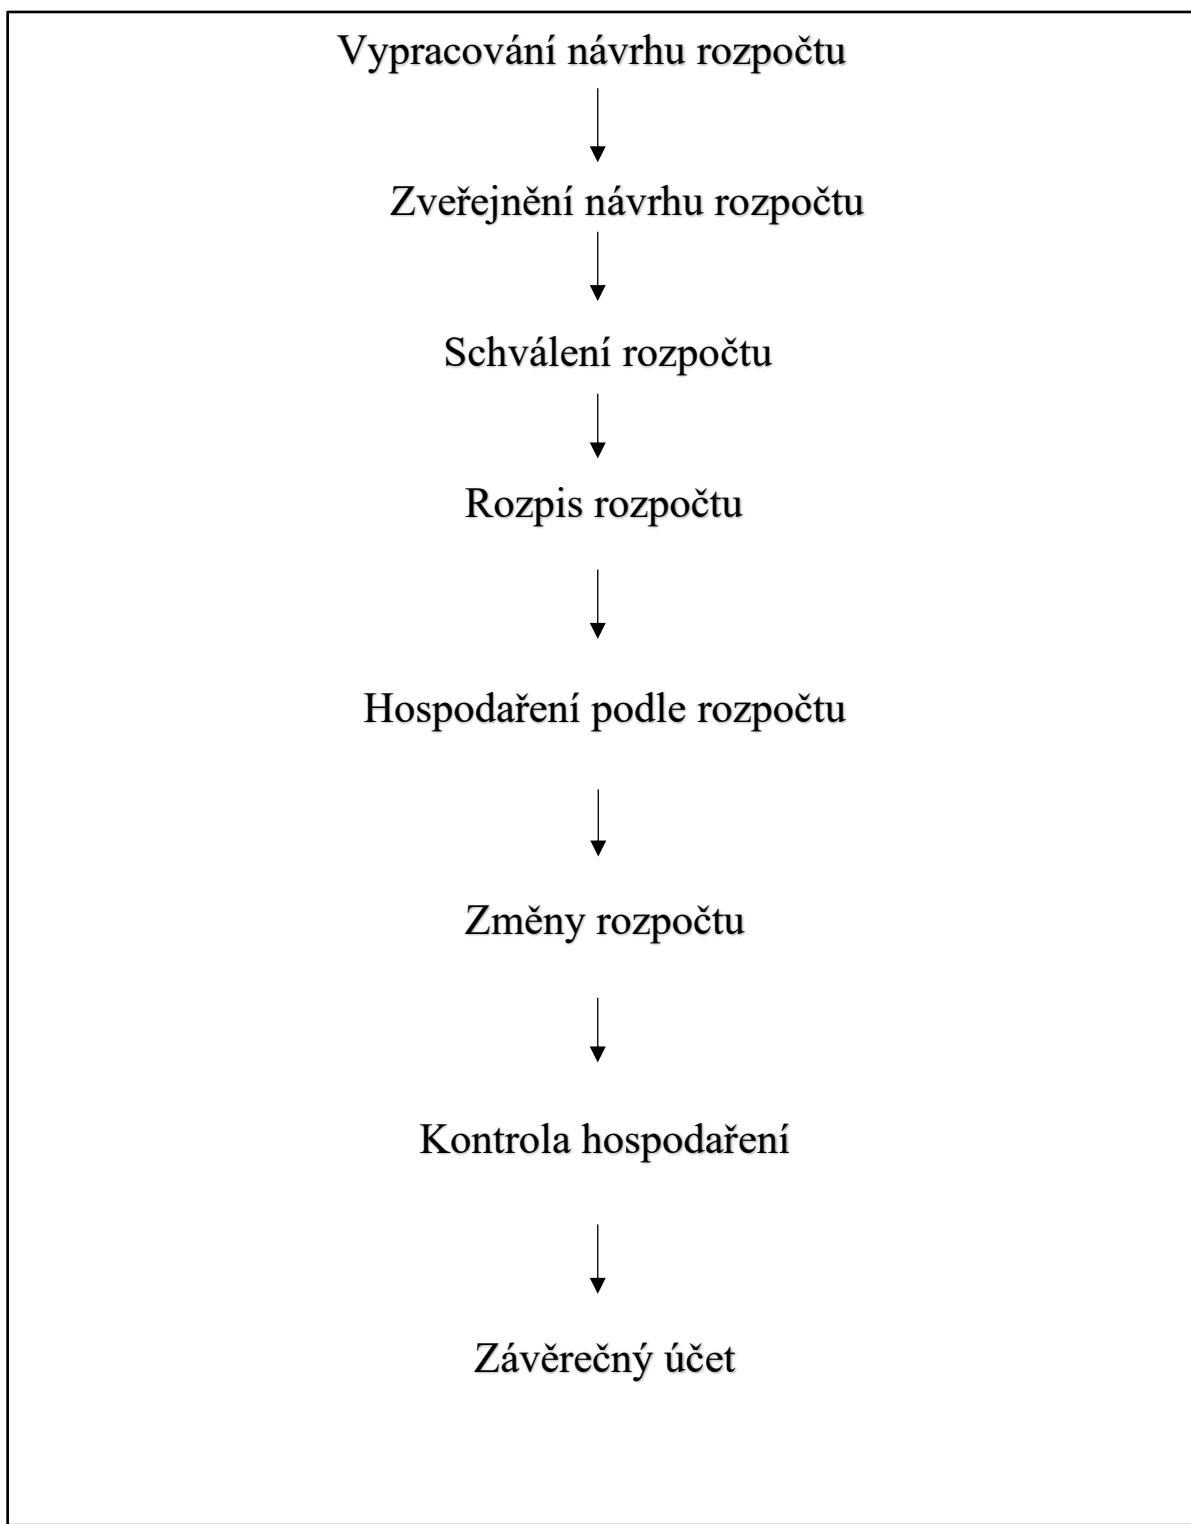 Vypracování návrhu rozpočtu
Zveřejnění návrhu rozpočtu
Schválení rozpočtu
Rozpis rozpočtu
Hospodaření podle rozpočtu
Změny rozpočtu
Kontrola hospodaření
Závěrečný účet